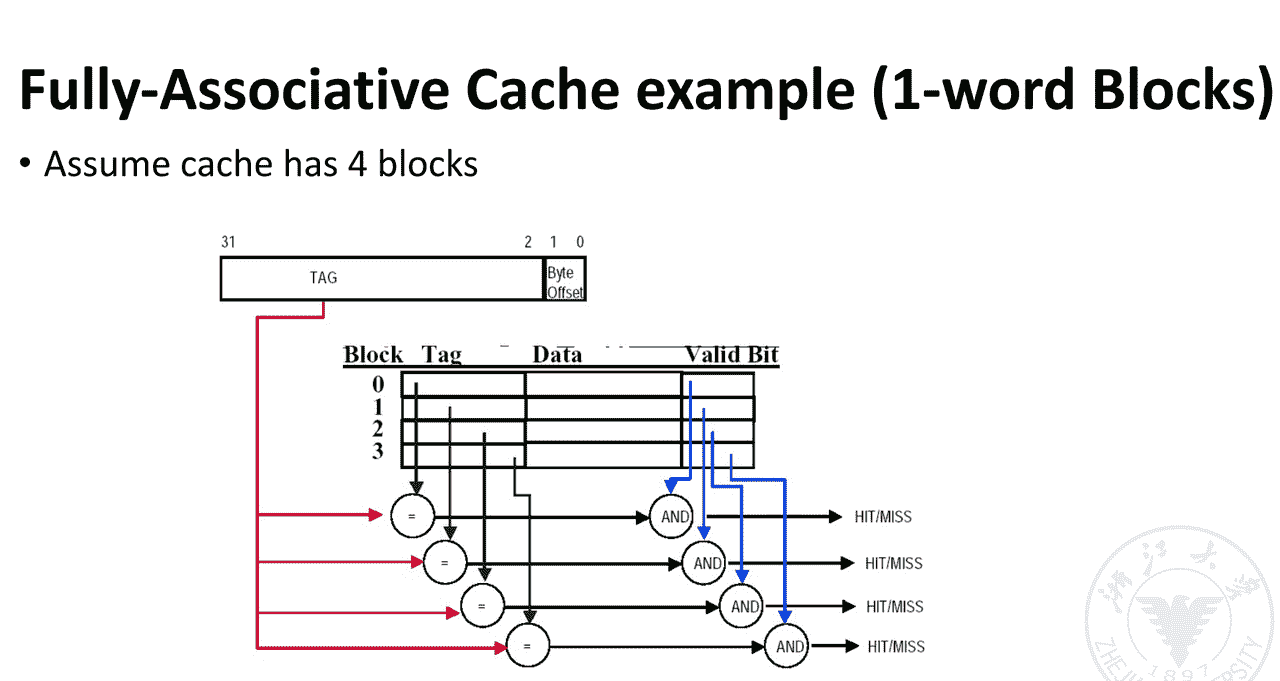 Fully-Associative Cache example (1-word Blocks)
• Assume cache has 4 blocks
31 2 1 0
TAG
Byte
Offset
Block Tag Data Valid Bit
0
1
2
3
= AND HIT/MISS
= AND HIT/MISS
= AND HIT/MISS
= AND HIT/MISS
1897